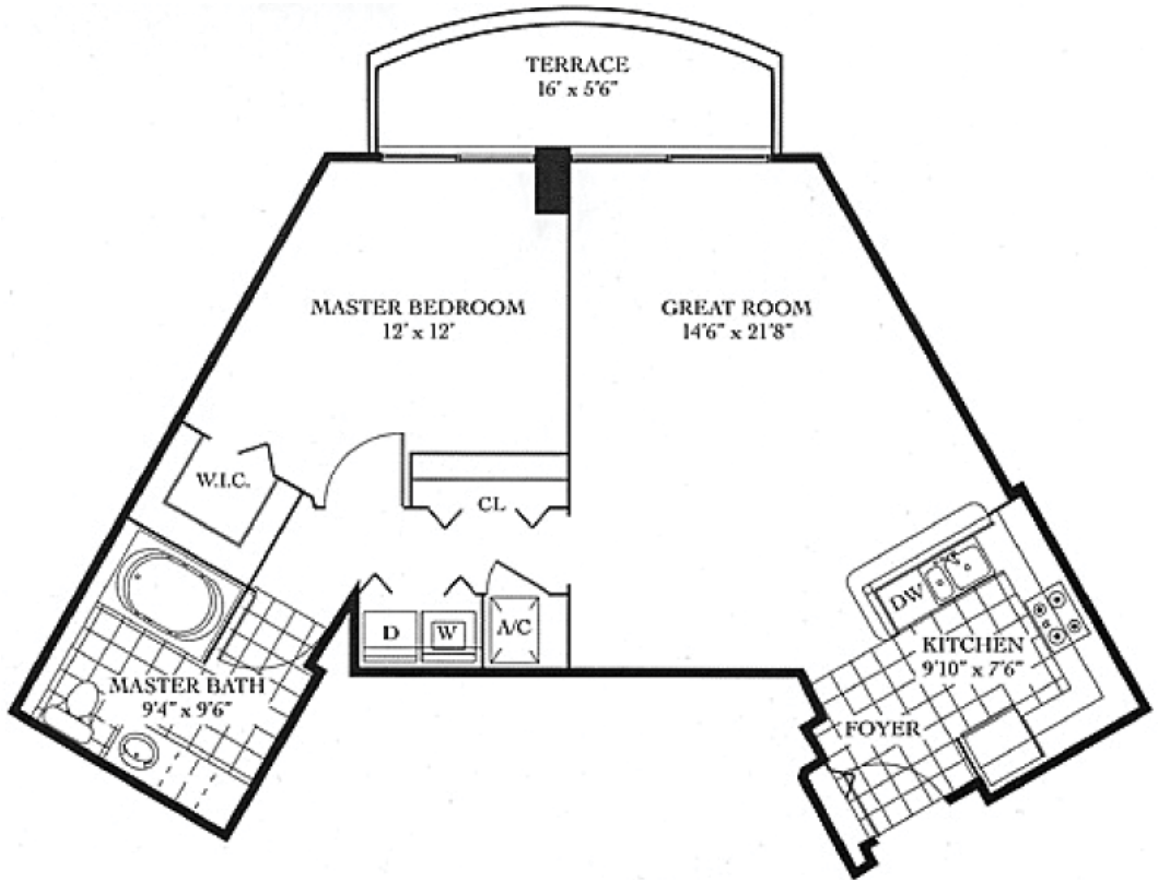 TERRACE
16' x 5'6"
MASTER BEDROOM
12' x 12'
GREAT ROOM
14'6" x 21'8"
W.I.C.
CL
DW
D
W
A/C
KITCHEN
9'10" x 7'6"
MASTER BATH
9'4" x 9'6"
FOYER